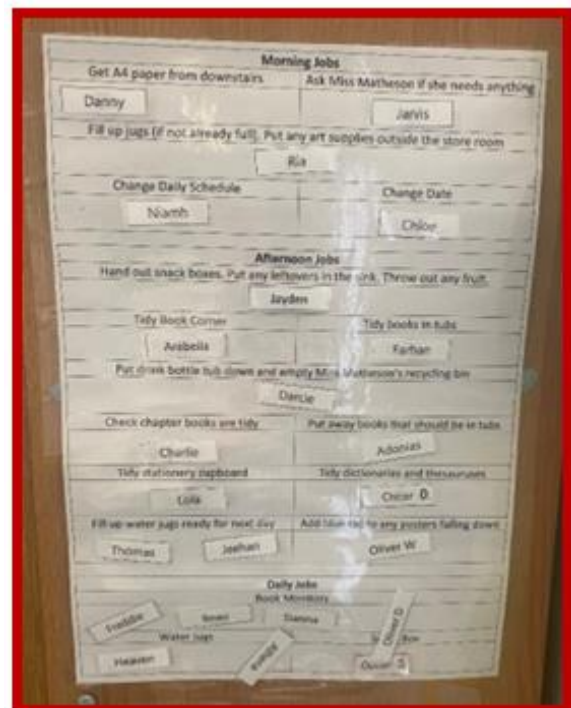 Morning Jobs
Get A4 paper from downstairs Ask Miss Matheson if she needs anything
Danny Jarvis
Fill up jugs (if not already full). Put any art supplies outside the store room
Ria
Change Daily Schedule Change Date
Niamh Chloe
Afternoon Jobs
Hand out snack boxes. Put any leftovers in the sink. Throw out any fruit.
Jayden
Tidy Book Corner Tidy books in tubs
Arabella Farhan
Put drink bottle tub down and empty Miss Matheson's recycling bin
Darcie
Check chapter books are tidy Put away books that should be in tubs
Charlie Adonias
Tidy stationery cupboard Tidy dictionaries and thesauruses
Lola Oscar D
Fill up water jugs ready for next day Add blue tac to any posters falling down
Thomas Jeehan Oliver W
Daily Jobs
Book Monitors
Freddie Oliver D
Water Jugs Box
Heaven Oscar